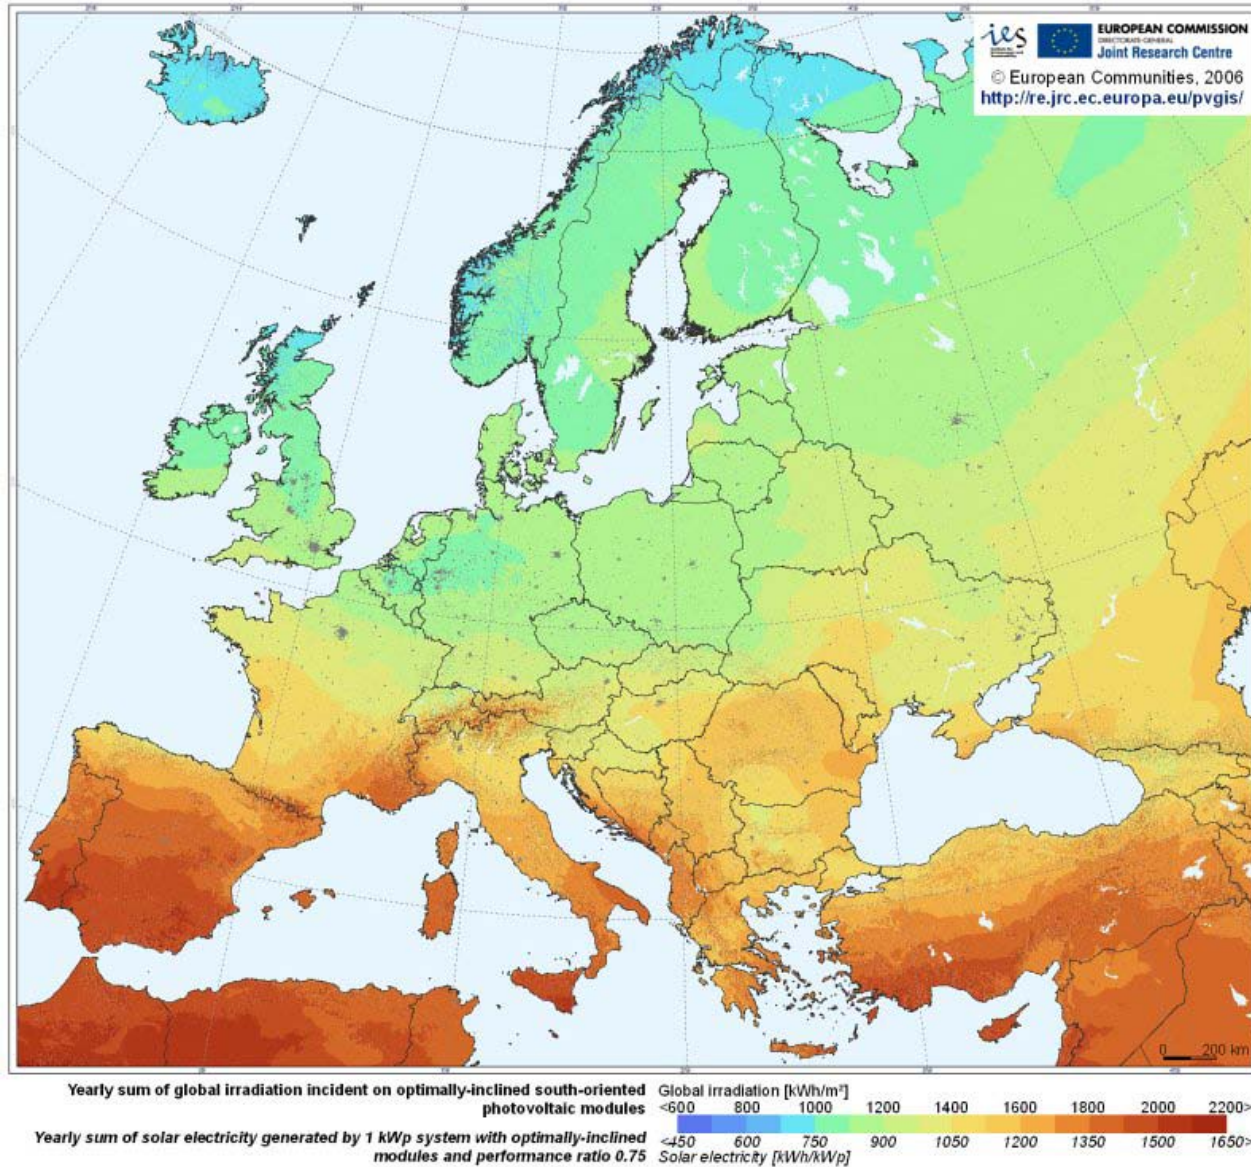 ies
EUROPEAN COMMISSION
DIRECTORATE-GENERAL
Joint Research Centre
© European Communities, 2006
http://re.jrc.ec.europa.eu/pvgis/
0 200 km
Yearly sum of global irradiation incident on optimally-inclined south-oriented
photovoltaic modules
Yearly sum of solar electricity generated by 1 kWp system with optimally-inclined
modules and performance ratio 0.75
Global irradiation [kWh/m²]
<600 800 1000 1200 1400 1600 1800 2000 2200>
<450 600 750 900 1050 1200 1350 1500 1650>
Solar electricity [kWh/kWp]